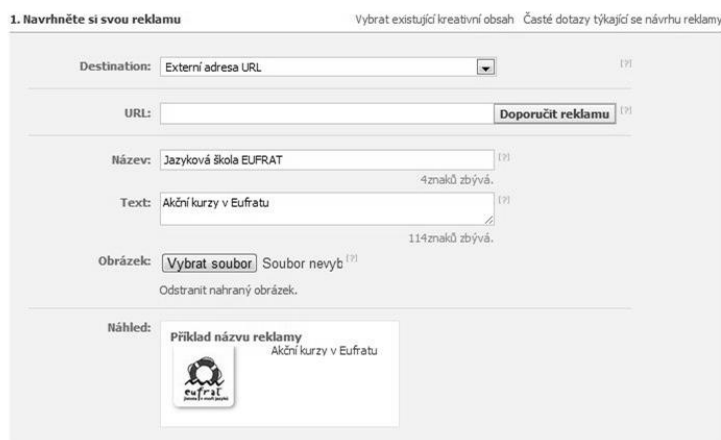 1. Navrhněte si svou reklamu Vybrat existující kreativní obsah Časté dotazy týkající se návrhu reklamy
Destination: Externí adresa URL [?]
URL: Doporučit reklamu [?]
Název: Jazyková škola EUFRAT [?]
4znaků zbývá.
Text: Akční kurzy v Eufratu [?]
114znaků zbývá.
Obrázek: Vybrat soubor Soubor nevyb [?]
Odstranit nahraný obrázek.
Náhled: Příklad názvu reklamy
Akční kurzy v Eufratu
eufrat